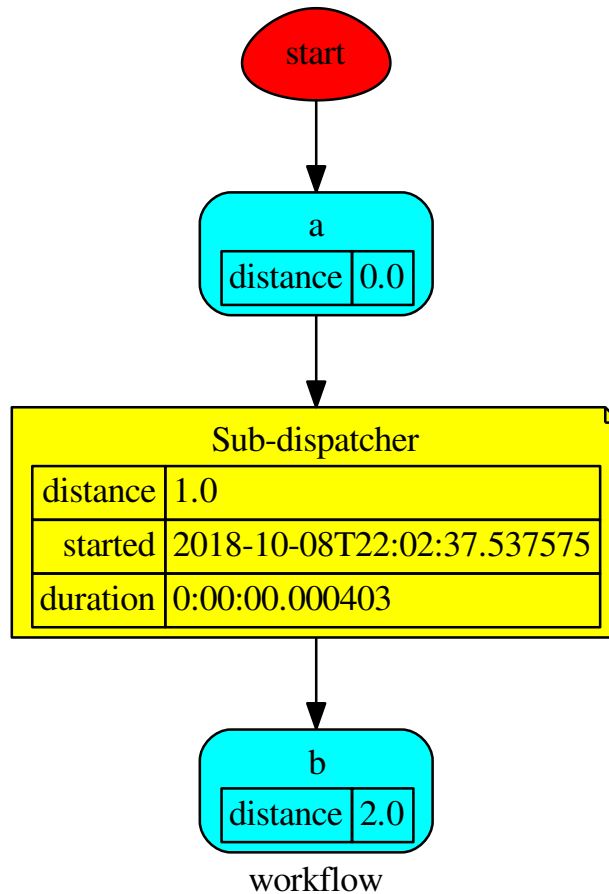 start
a
distance 0.0
Sub-dispatcher
distance 1.0
started 2018-10-08T22:02:37.537575
duration 0:00:00.000403
b
distance 2.0
workflow